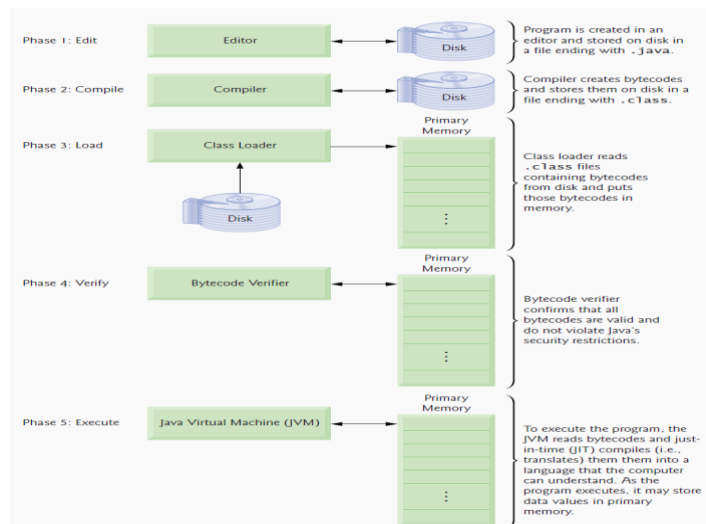 Phase 1: Edit
Editor
Disk
Program is created in an
editor and stored on disk in
a file ending with .java.
Phase 2: Compile
Compiler
Disk
Compiler creates bytecodes
and stores them on disk in a
file ending with .class.
Phase 3: Load
Class Loader
Primary
Memory
Disk
Class loader reads
.class files
containing bytecodes
from disk and puts
those bytecodes in
memory.
Phase 4: Verify
Bytecode Verifier
Primary
Memory
Bytecode verifier
confirms that all
bytecodes are valid and
do not violate Java's
security restrictions.
Phase 5: Execute
Java Virtual Machine (JVM)
Primary
Memory
To execute the program, the
JVM reads bytecodes and just-
in-time (JIT) compiles (i.e.,
translates) them them into a
language that the computer
can understand. As the
program executes, it may store
data values in primary
memory.